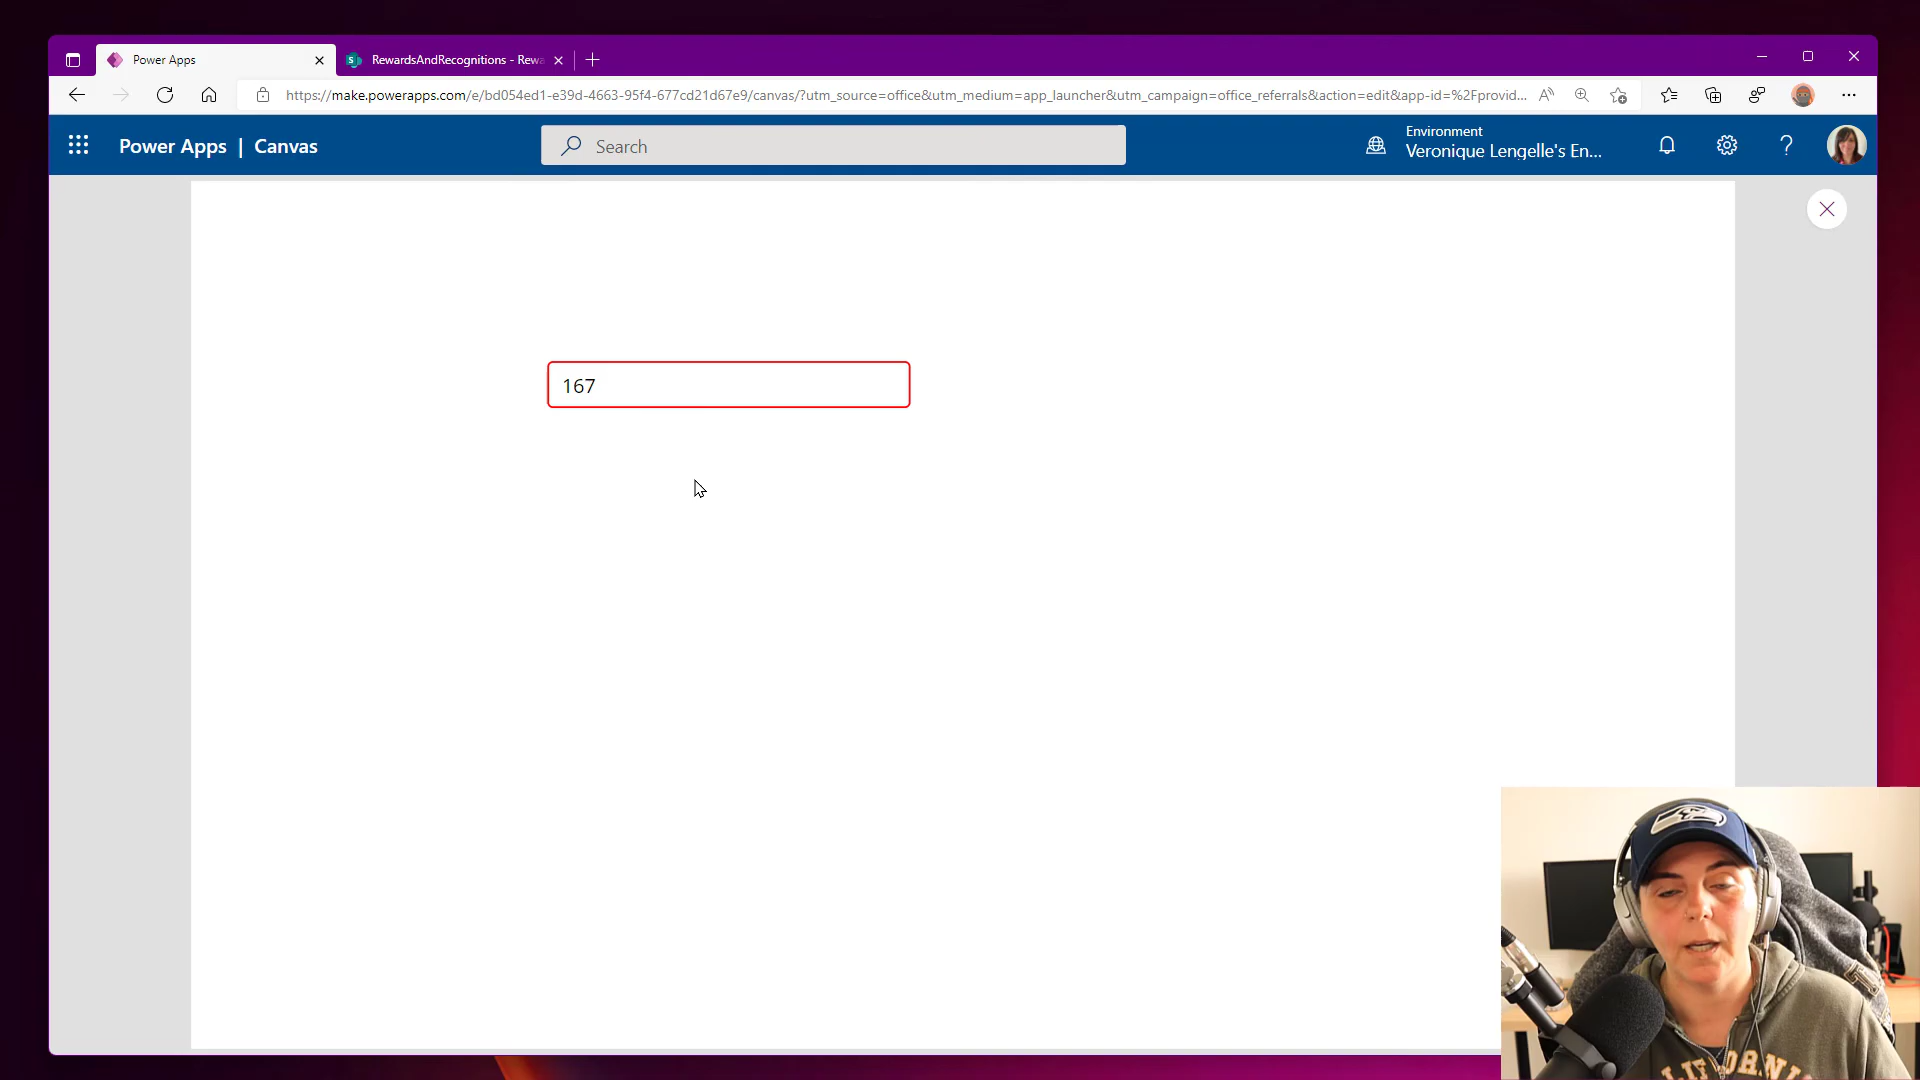 Power Apps
RewardsAndRecognitions - Rewa
https://make.powerapps.com/e/bd054ed1-e39d-4663-95f4-677cd21d67e9/canvas/?utm_source=office&utm_medium=app_launcher&utm_campaign=office_referrals&action=edit&app-id=%2Fprovid...
Power Apps | Canvas
Search
Environment
Veronique Lengelle's En...
167